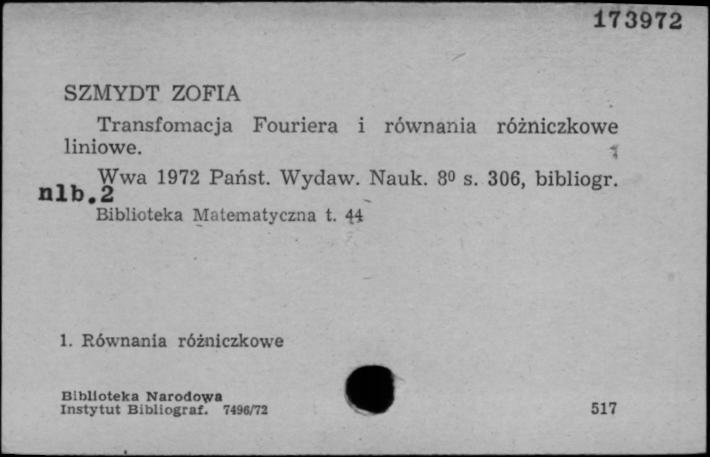 173972
SZMYDT ZOFIA
Transfomacja Fouriera i równania różniczkowe
liniowe.
Wwa 1972 Państ. Wydaw. Nauk. 8⁰ s. 306, bibliogr.
nlb.2
Biblioteka Matematyczna t. 44
1. Równania różniczkowe
Biblioteka Narodowa
Instytut Bibliograf. 7496/72
517